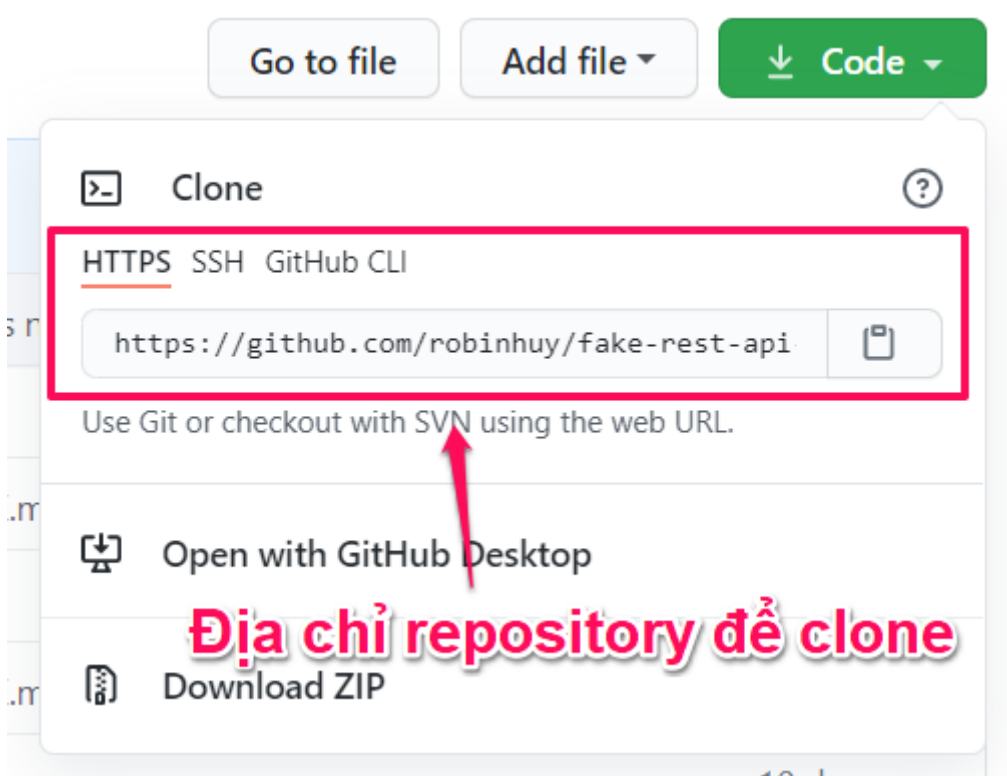 Go to file Add file Code
Clone
HTTPS SSH GitHub CLI
https://github.com/robinhuy/fake-rest-api
Use Git or checkout with SVN using the web URL.
Open with GitHub Desktop
Địa chỉ repository để clone
Download ZIP